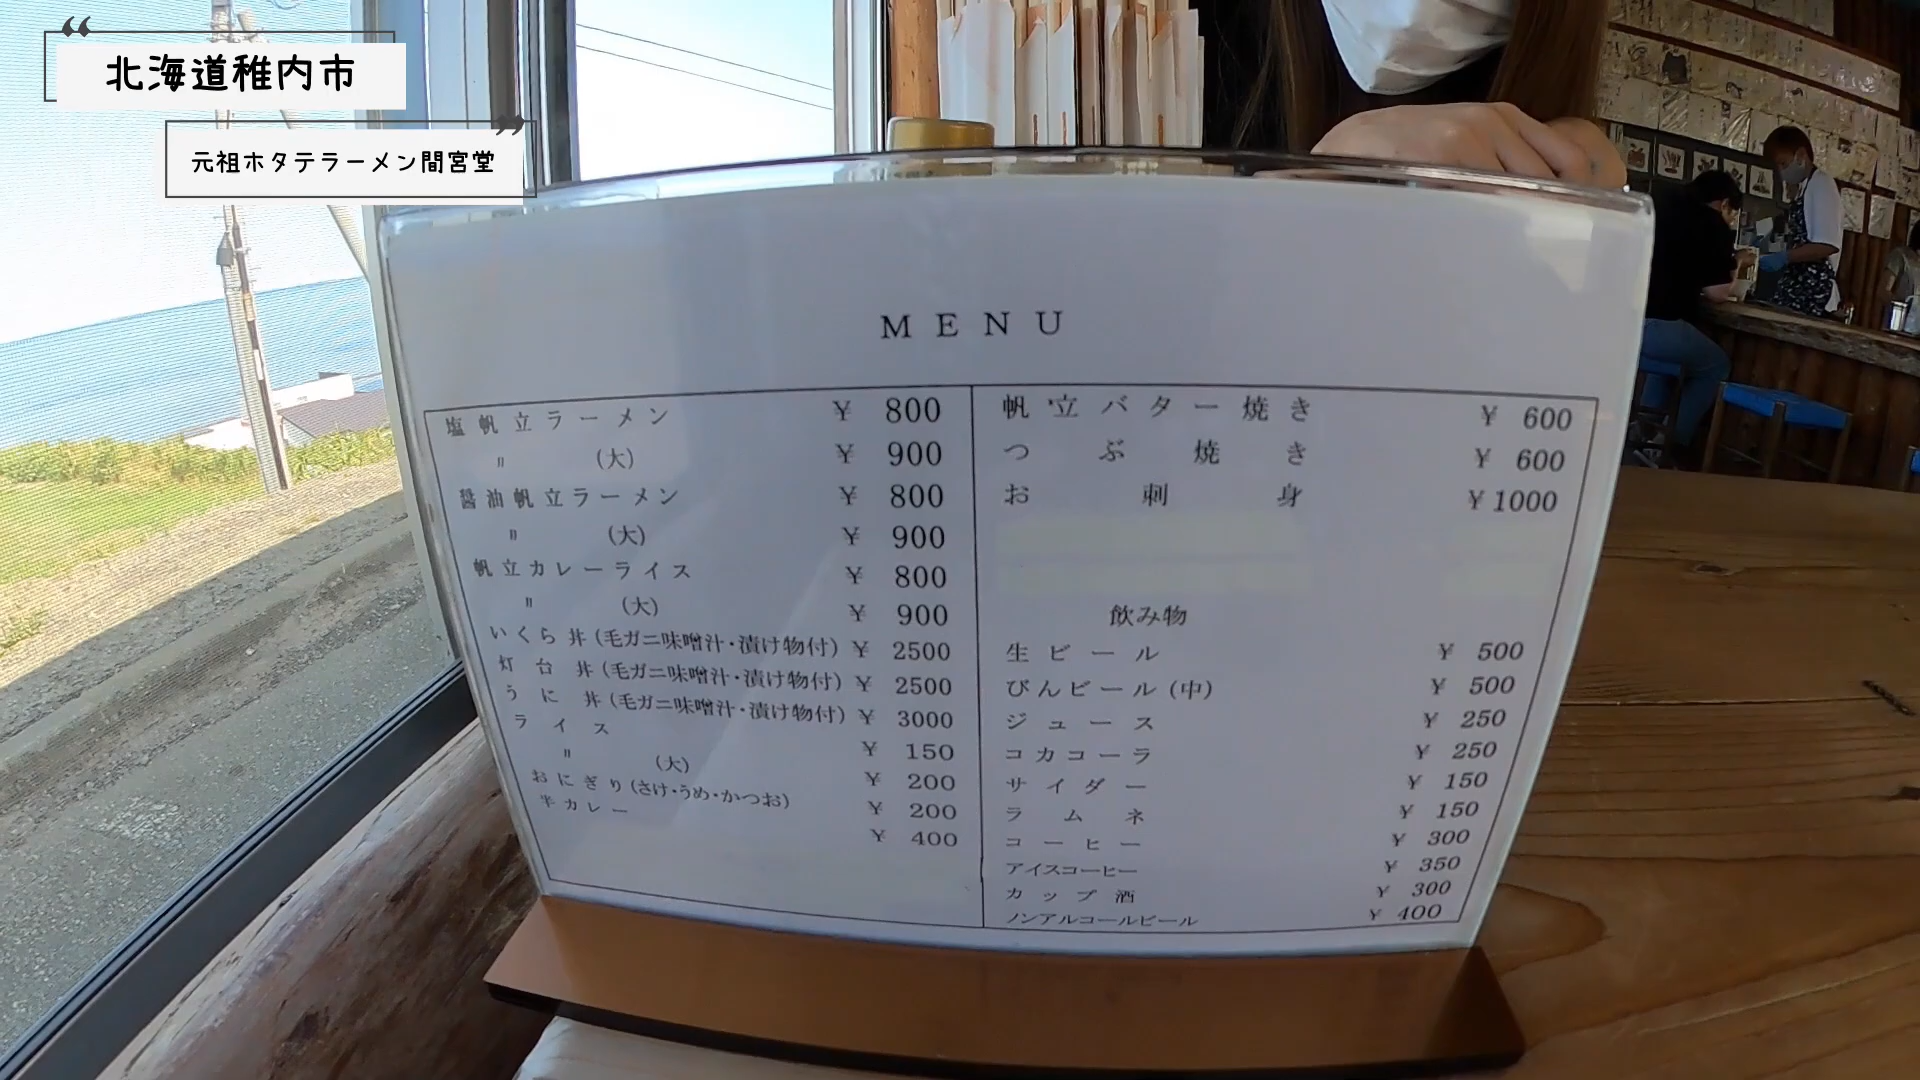 北海道稚内市
元祖ホタテラーメン間宮堂
MENU
塩帆立ラーメン ¥ 800
〃 (大) ¥ 900
醤油帆立ラーメン ¥ 800
〃 (大) ¥ 900
帆立カレーライス ¥ 800
〃 (大) ¥ 900
いくら丼(毛ガニ味噌汁・漬け物付) ¥ 2500
灯台丼(毛ガニ味噌汁・漬け物付) ¥ 2500
うに丼(毛ガニ味噌汁・漬け物付) ¥ 3000
ライス ¥ 150
〃 (大) ¥ 200
おにぎり(さけ・うめ・かつお) ¥ 200
半カレー ¥ 400
帆立バター焼き ¥ 600
つぶ焼き ¥ 600
お刺身 ¥1000
飲み物
生ビール ¥ 500
びんビール(中) ¥ 500
ジュース ¥ 250
コカコーラ ¥ 250
サイダー ¥ 150
ラムネ ¥ 150
コーヒー ¥ 300
アイスコーヒー ¥ 350
カップ酒 ¥ 300
ノンアルコールビール ¥ 400